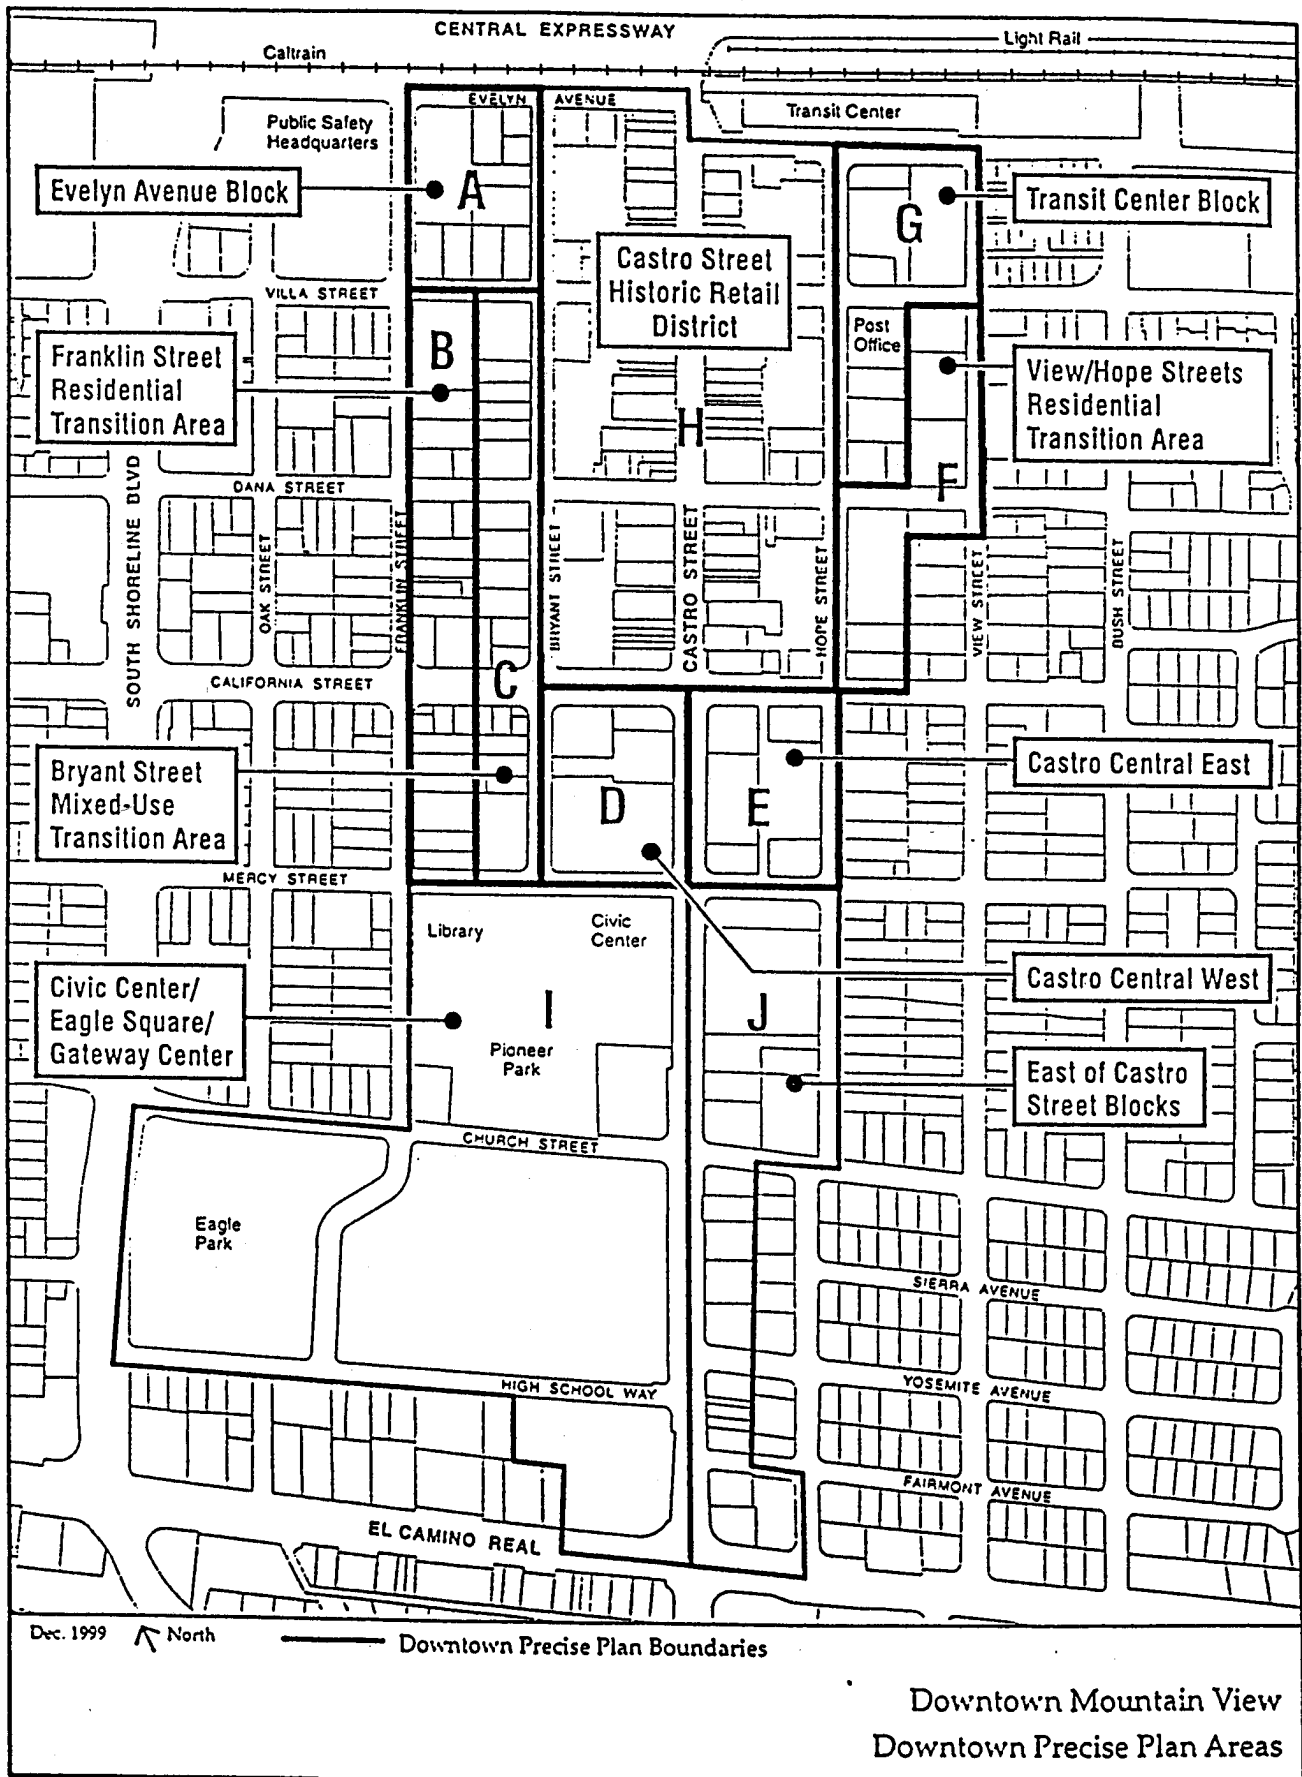 CENTRAL EXPRESSWAY
Light Rail
Caltrain
EVELYN AVENUE
Transit Center
Public Safety
Headquarters
Evelyn Avenue Block
A
G
Transit Center Block
Castro Street
Historic Retail
District
VILLA STREET
Franklin Street
Residential
Transition Area
B
Post
Office
View/Hope Streets
Residential
Transition Area
H
F
DANA STREET
SOUTH SHORELINE BLVD
OAK STREET
FRANKLIN STREET
BRYANT STREET
CASTRO STREET
HOPE STREET
VIEW STREET
BUSH STREET
C
CALIFORNIA STREET
Bryant Street
Mixed-Use
Transition Area
D
E
Castro Central East
MERCY STREET
Library
Civic
Center
Castro Central West
Civic Center/
Eagle Square/
Gateway Center
I
J
Pioneer
Park
East of Castro
Street Blocks
CHURCH STREET
Eagle
Park
SIERRA AVENUE
HIGH SCHOOL WAY
YOSEMITE AVENUE
FAIRMONT AVENUE
EL CAMINO REAL
Dec. 1999
North
Downtown Precise Plan Boundaries
Downtown Mountain View
Downtown Precise Plan Areas